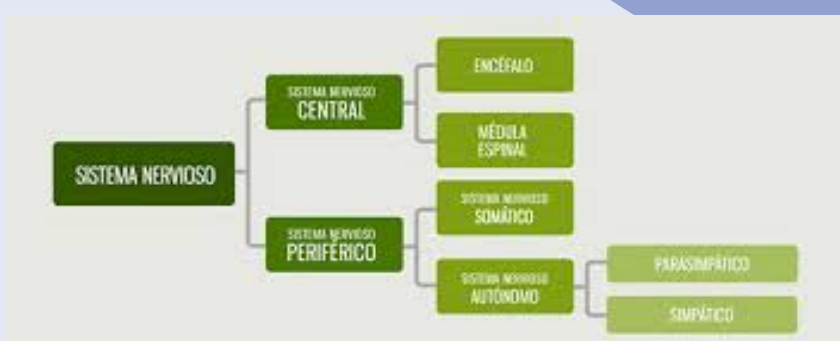 SISTEMA NERVIOSO
SISTEMA NERVIOSO
CENTRAL
ENCÉFALO
MÉDULA
ESPINAL
SISTEMA NERVIOSO
PERIFÉRICO
SISTEMA NERVIOSO
SOMÁTICO
SISTEMA NERVIOSO
AUTÓNOMO
PARASIMPÁTICO
SIMPÁTICO